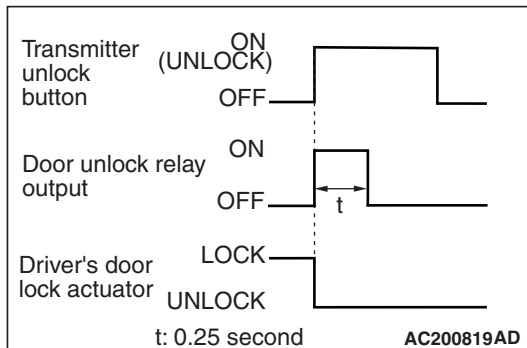 Transmitter
unlock
button
ON
(UNLOCK)
OFF
Door unlock relay
output
ON
OFF
t
Driver's door
lock actuator
LOCK
UNLOCK
t: 0.25 second
AC200819AD